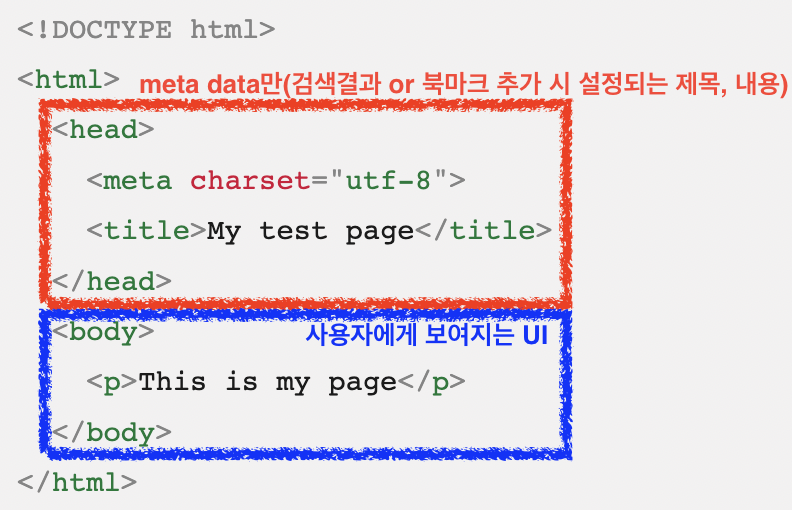 <!DOCTYPE html>
<html> meta data만(검색결과 or 북마크 추가 시 설정되는 제목, 내용)
<head>
<meta charset="utf-8">
<title>My test page</title>
</head>
<body> 사용자에게 보여지는 UI
<p>This is my page</p>
</body>
</html>